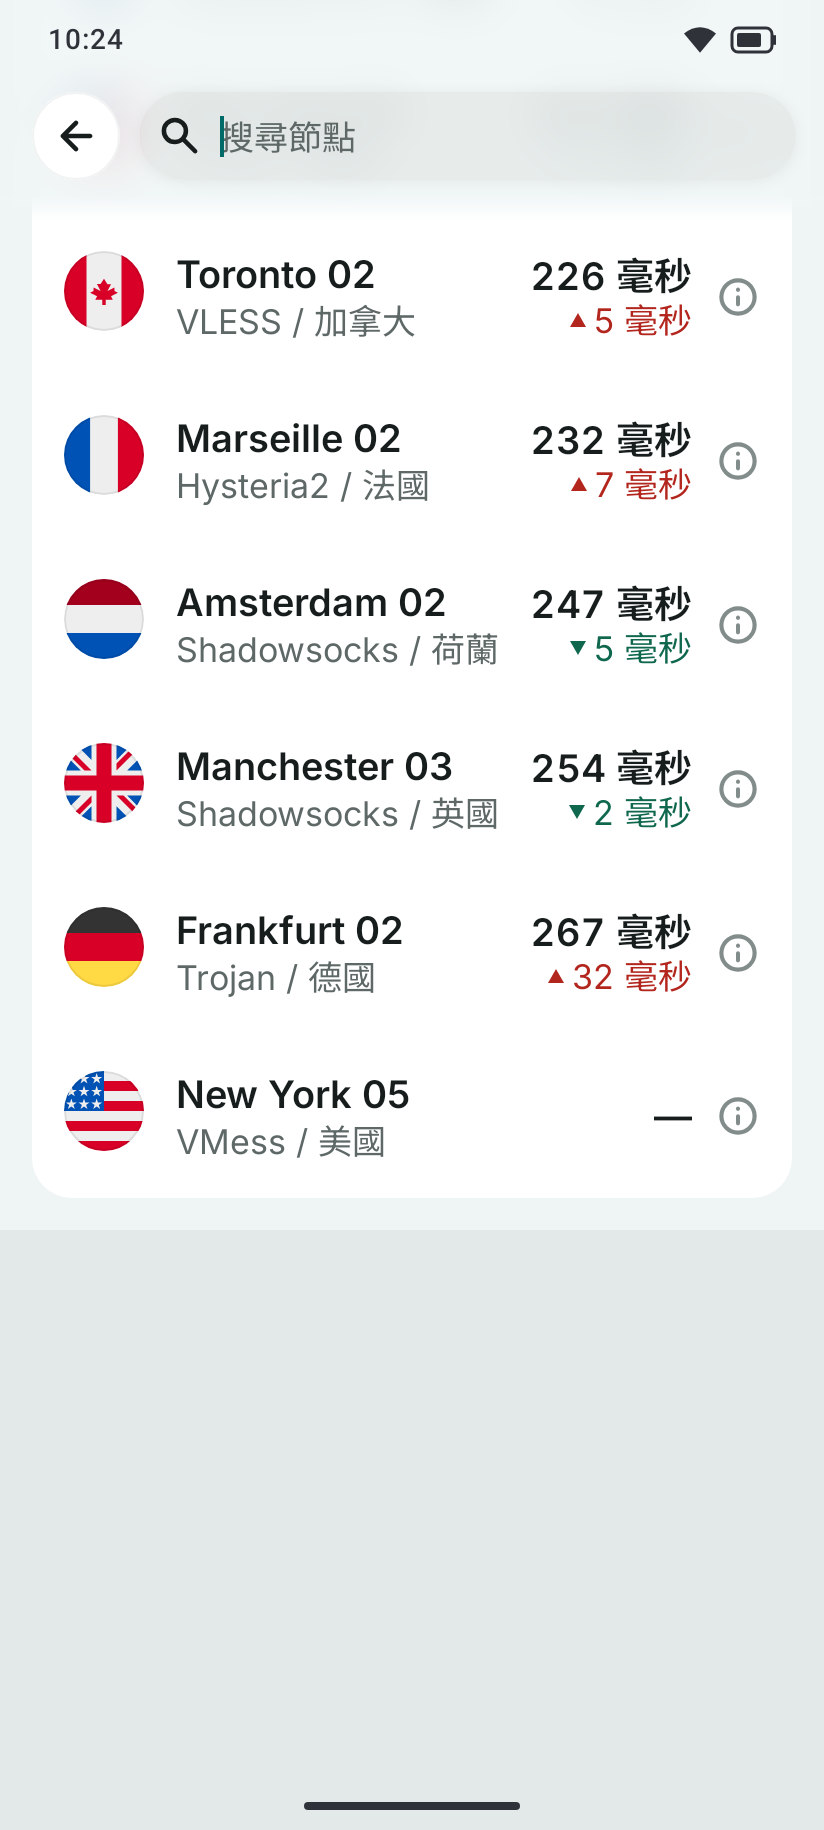 10:24
搜尋節點
Toronto 02
226 毫秒
VLESS / 加拿大
▲5 毫秒
Marseille 02
232 毫秒
Hysteria2 / 法國
▲7 毫秒
Amsterdam 02
247 毫秒
Shadowsocks / 荷蘭
▼5 毫秒
Manchester 03
254 毫秒
Shadowsocks / 英國
▼2 毫秒
Frankfurt 02
267 毫秒
Trojan / 德國
▲32 毫秒
New York 05
—
VMess / 美國